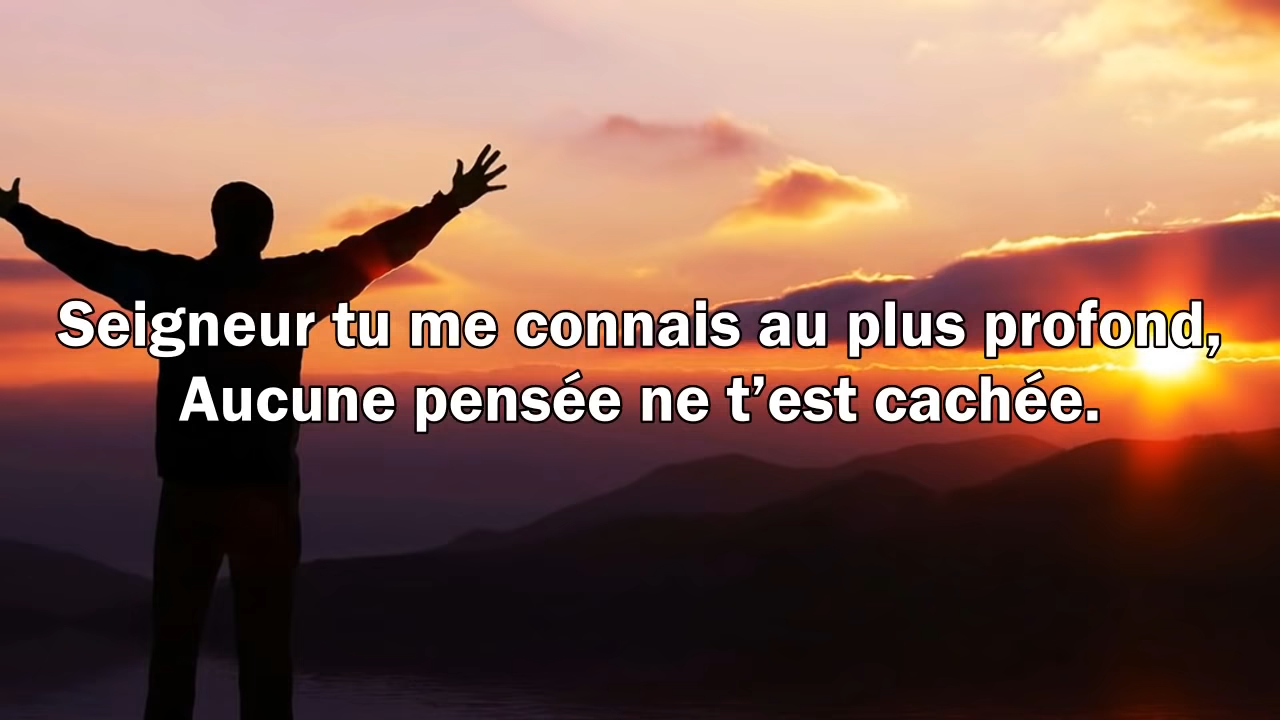 Seigneur tu me connais au plus profond,
Aucune pensée ne t’est cachée.